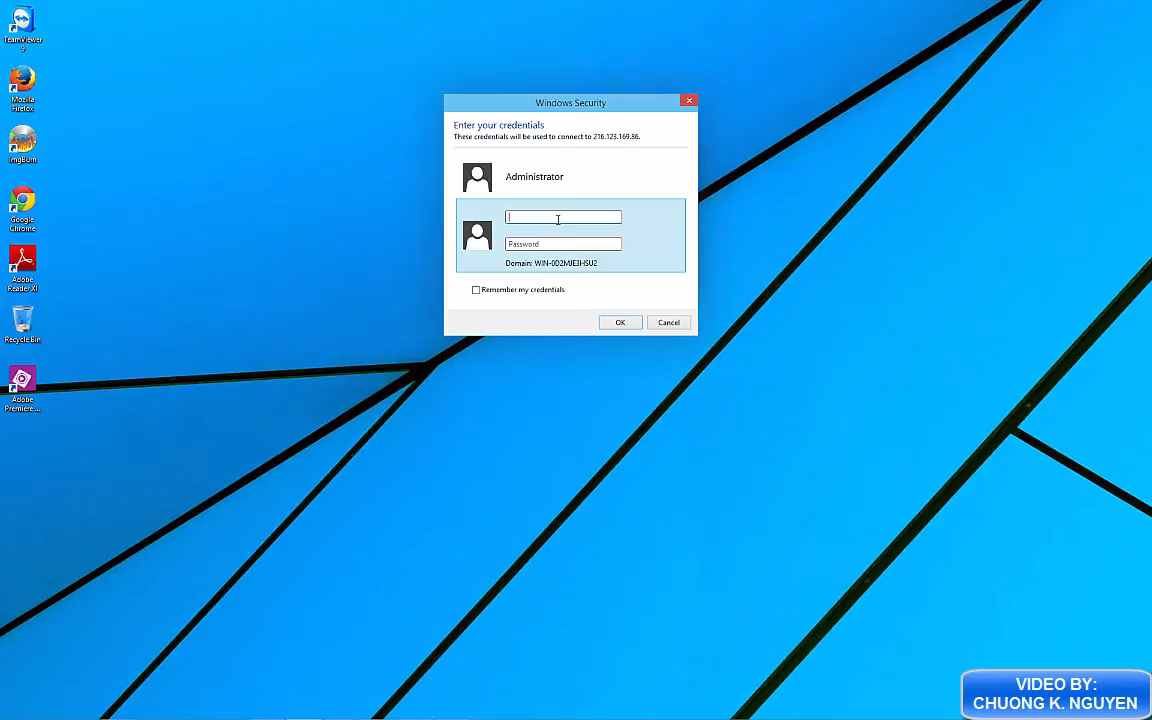 TeamViewer
9
Mozilla
Firefox
ImgBurn
Google
Chrome
Adobe
Reader XI
Recycle Bin
Adobe
Premiere ...
Windows Security
Enter your credentials
These credentials will be used to connect to 216.123.169.86.
Administrator
Password
Domain: WIN-0D2MJE3HSU2
Remember my credentials
OK
Cancel
VIDEO BY:
CHUONG K. NGUYEN